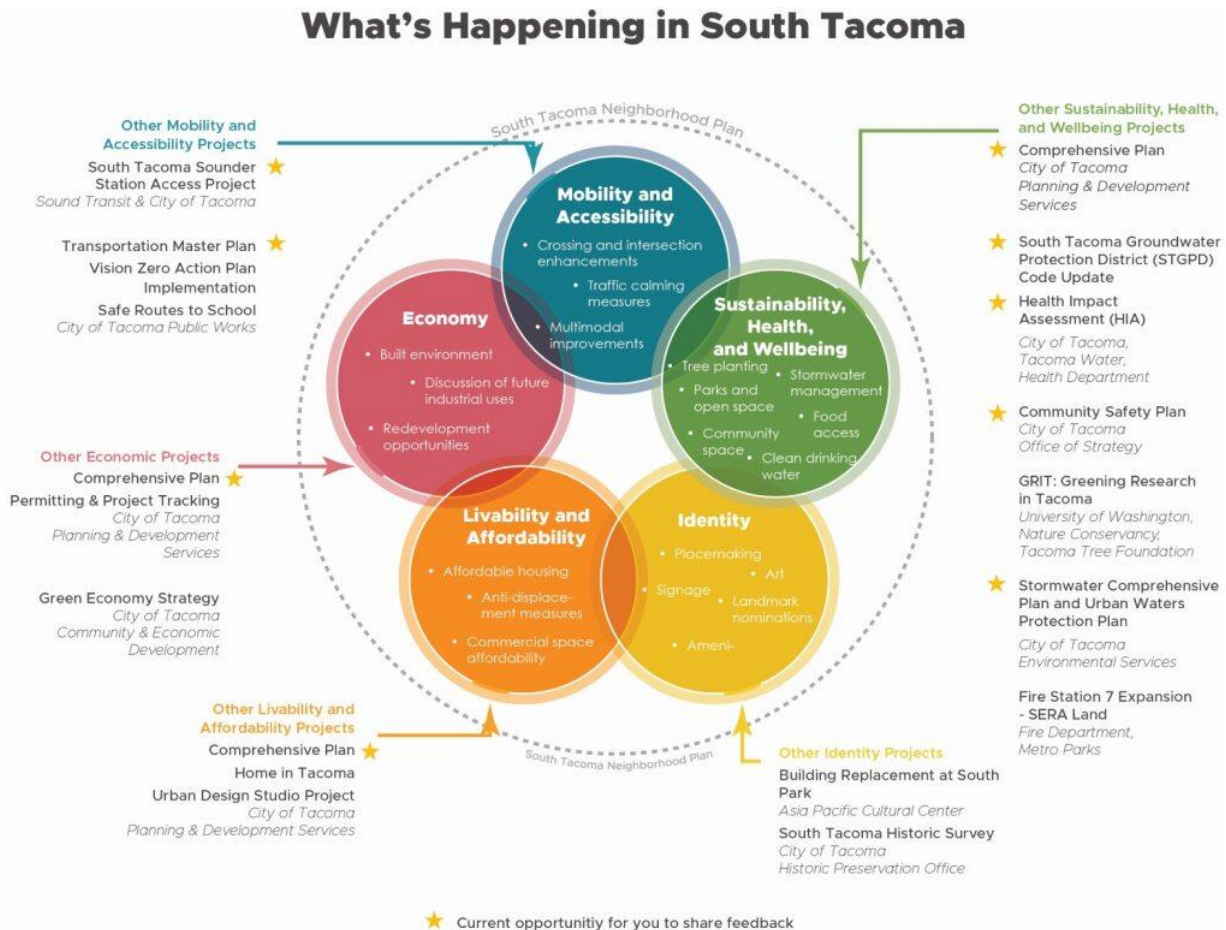 What's Happening in South Tacoma
South Tacoma Neighborhood Plan
Other Mobility and
Accessibility Projects
South Tacoma Sounder
Station Access Project
Sound Transit & City of Tacoma
Transportation Master Plan
Vision Zero Action Plan
Implementation
Safe Routes to School
City of Tacoma Public Works
Mobility and
Accessibility
• Crossing and intersection
enhancements
• Traffic calming
measures
• Multimodal
improvements
Other Sustainability, Health,
and Wellbeing Projects
Comprehensive Plan
City of Tacoma
Planning & Development
Services
South Tacoma Groundwater
Protection District (STGPD)
Code Update
Health Impact
Assessment (HIA)
City of Tacoma,
Tacoma Water,
Health Department
Community Safety Plan
City of Tacoma
Office of Strategy
GRIT: Greening Research
in Tacoma
University of Washington,
Nature Conservancy,
Tacoma Tree Foundation
Stormwater Comprehensive
Plan and Urban Waters
Protection Plan
City of Tacoma
Environmental Services
Fire Station 7 Expansion
- SERA Land
Fire Department,
Metro Parks
Economy
• Built environment
• Discussion of future
industrial uses
• Redevelopment
opportunities
Sustainability,
Health,
and Wellbeing
• Tree planting
• Stormwater
management
• Parks and
open space
• Food
access
• Community
space
• Clean drinking
water
Other Economic Projects
Comprehensive Plan
Permitting & Project Tracking
City of Tacoma
Planning & Development
Services
Green Economy Strategy
City of Tacoma
Community & Economic
Development
Livability and
Affordability
• Affordable housing
• Anti-displace-
ment measures
• Commercial space
affordability
Identity
• Placemaking
• Art
• Signage
• Landmark
nominations
• Ameni-
Other Livability and
Affordability Projects
Comprehensive Plan
Home in Tacoma
Urban Design Studio Project
City of Tacoma
Planning & Development Services
South Tacoma Neighborhood Plan
Other Identity Projects
Building Replacement at South
Park
Asia Pacific Cultural Center
South Tacoma Historic Survey
City of Tacoma
Historic Preservation Office
Current opportunitiy for you to share feedback